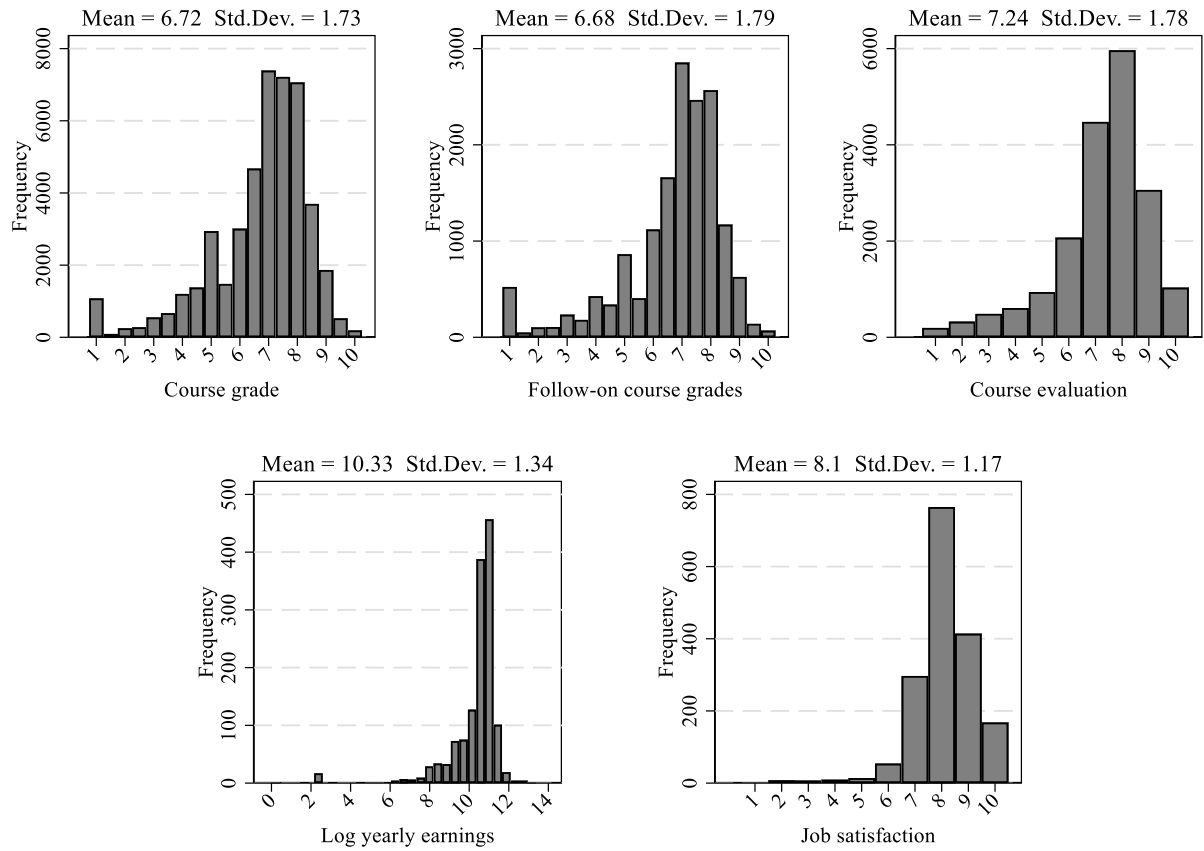 Mean = 6.72  Std.Dev. = 1.73
Frequency
8000
6000
4000
2000
0
1 2 3 4 5 6 7 8 9 10
Course grade
Mean = 6.68  Std.Dev. = 1.79
Frequency
3000
2000
1000
0
1 2 3 4 5 6 7 8 9 10
Follow-on course grades
Mean = 7.24  Std.Dev. = 1.78
Frequency
6000
4000
2000
0
1 2 3 4 5 6 7 8 9 10
Course evaluation
Mean = 10.33  Std.Dev. = 1.34
Frequency
500
400
300
200
100
0
0 2 4 6 8 10 12 14
Log yearly earnings
Mean = 8.1  Std.Dev. = 1.17
Frequency
800
600
400
200
0
1 2 3 4 5 6 7 8 9 10
Job satisfaction